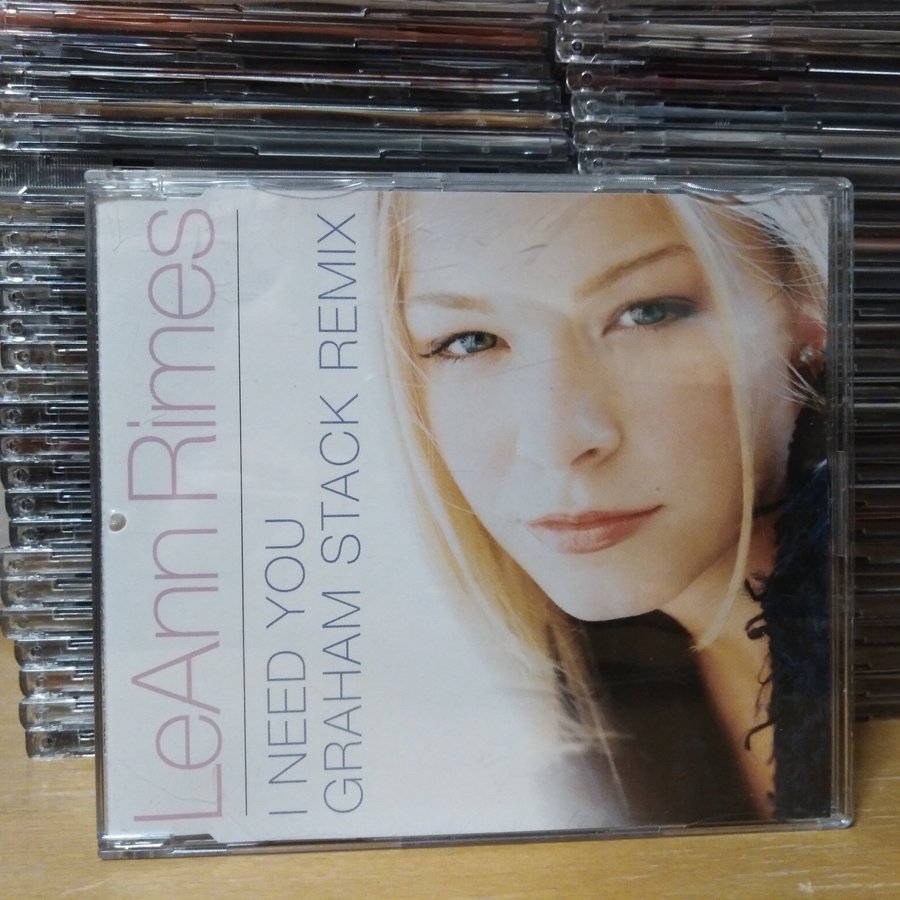 LeAnn Rimes
I NEED YOU
GRAHAM STACK REMIX